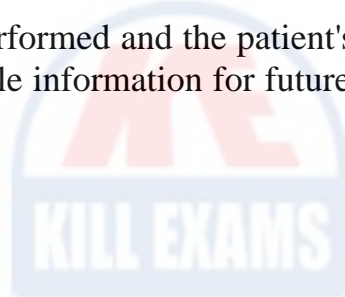 rformed and the patient's
le information for future
KILL EXAMS